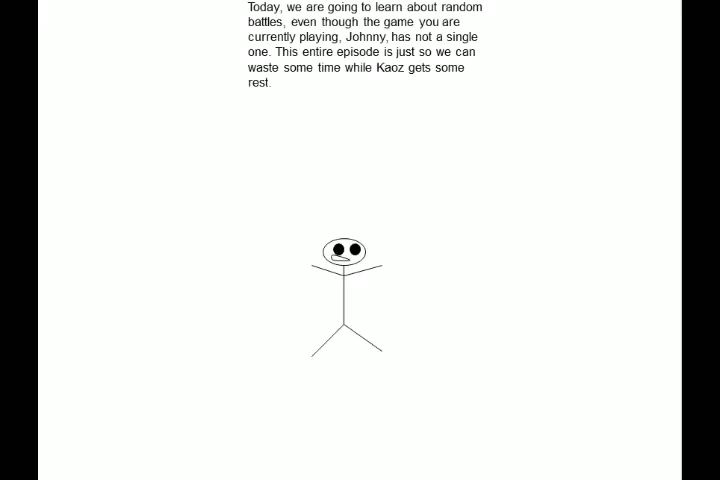 Today, we are going to learn about random
battles, even though the game you are
currently playing, Johnny, has not a single
one. This entire episode is just so we can
waste some time while Kaoz gets some
rest.